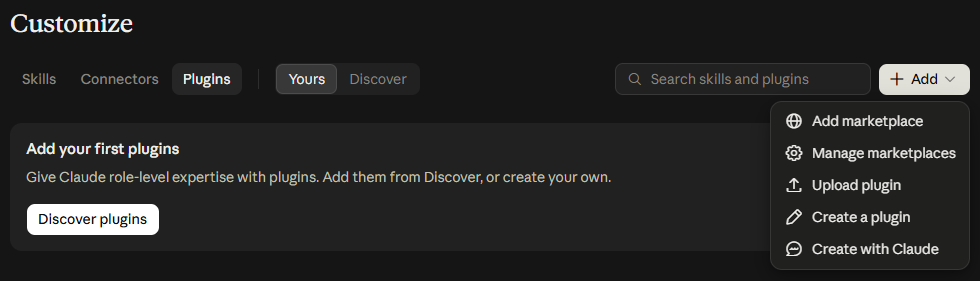 Customize
Skills Connectors Plugins Yours Discover Search skills and plugins Add
Add marketplace
Manage marketplaces
Upload plugin
Create a plugin
Create with Claude
Add your first plugins
Give Claude role-level expertise with plugins. Add them from Discover, or create your own.
Discover plugins